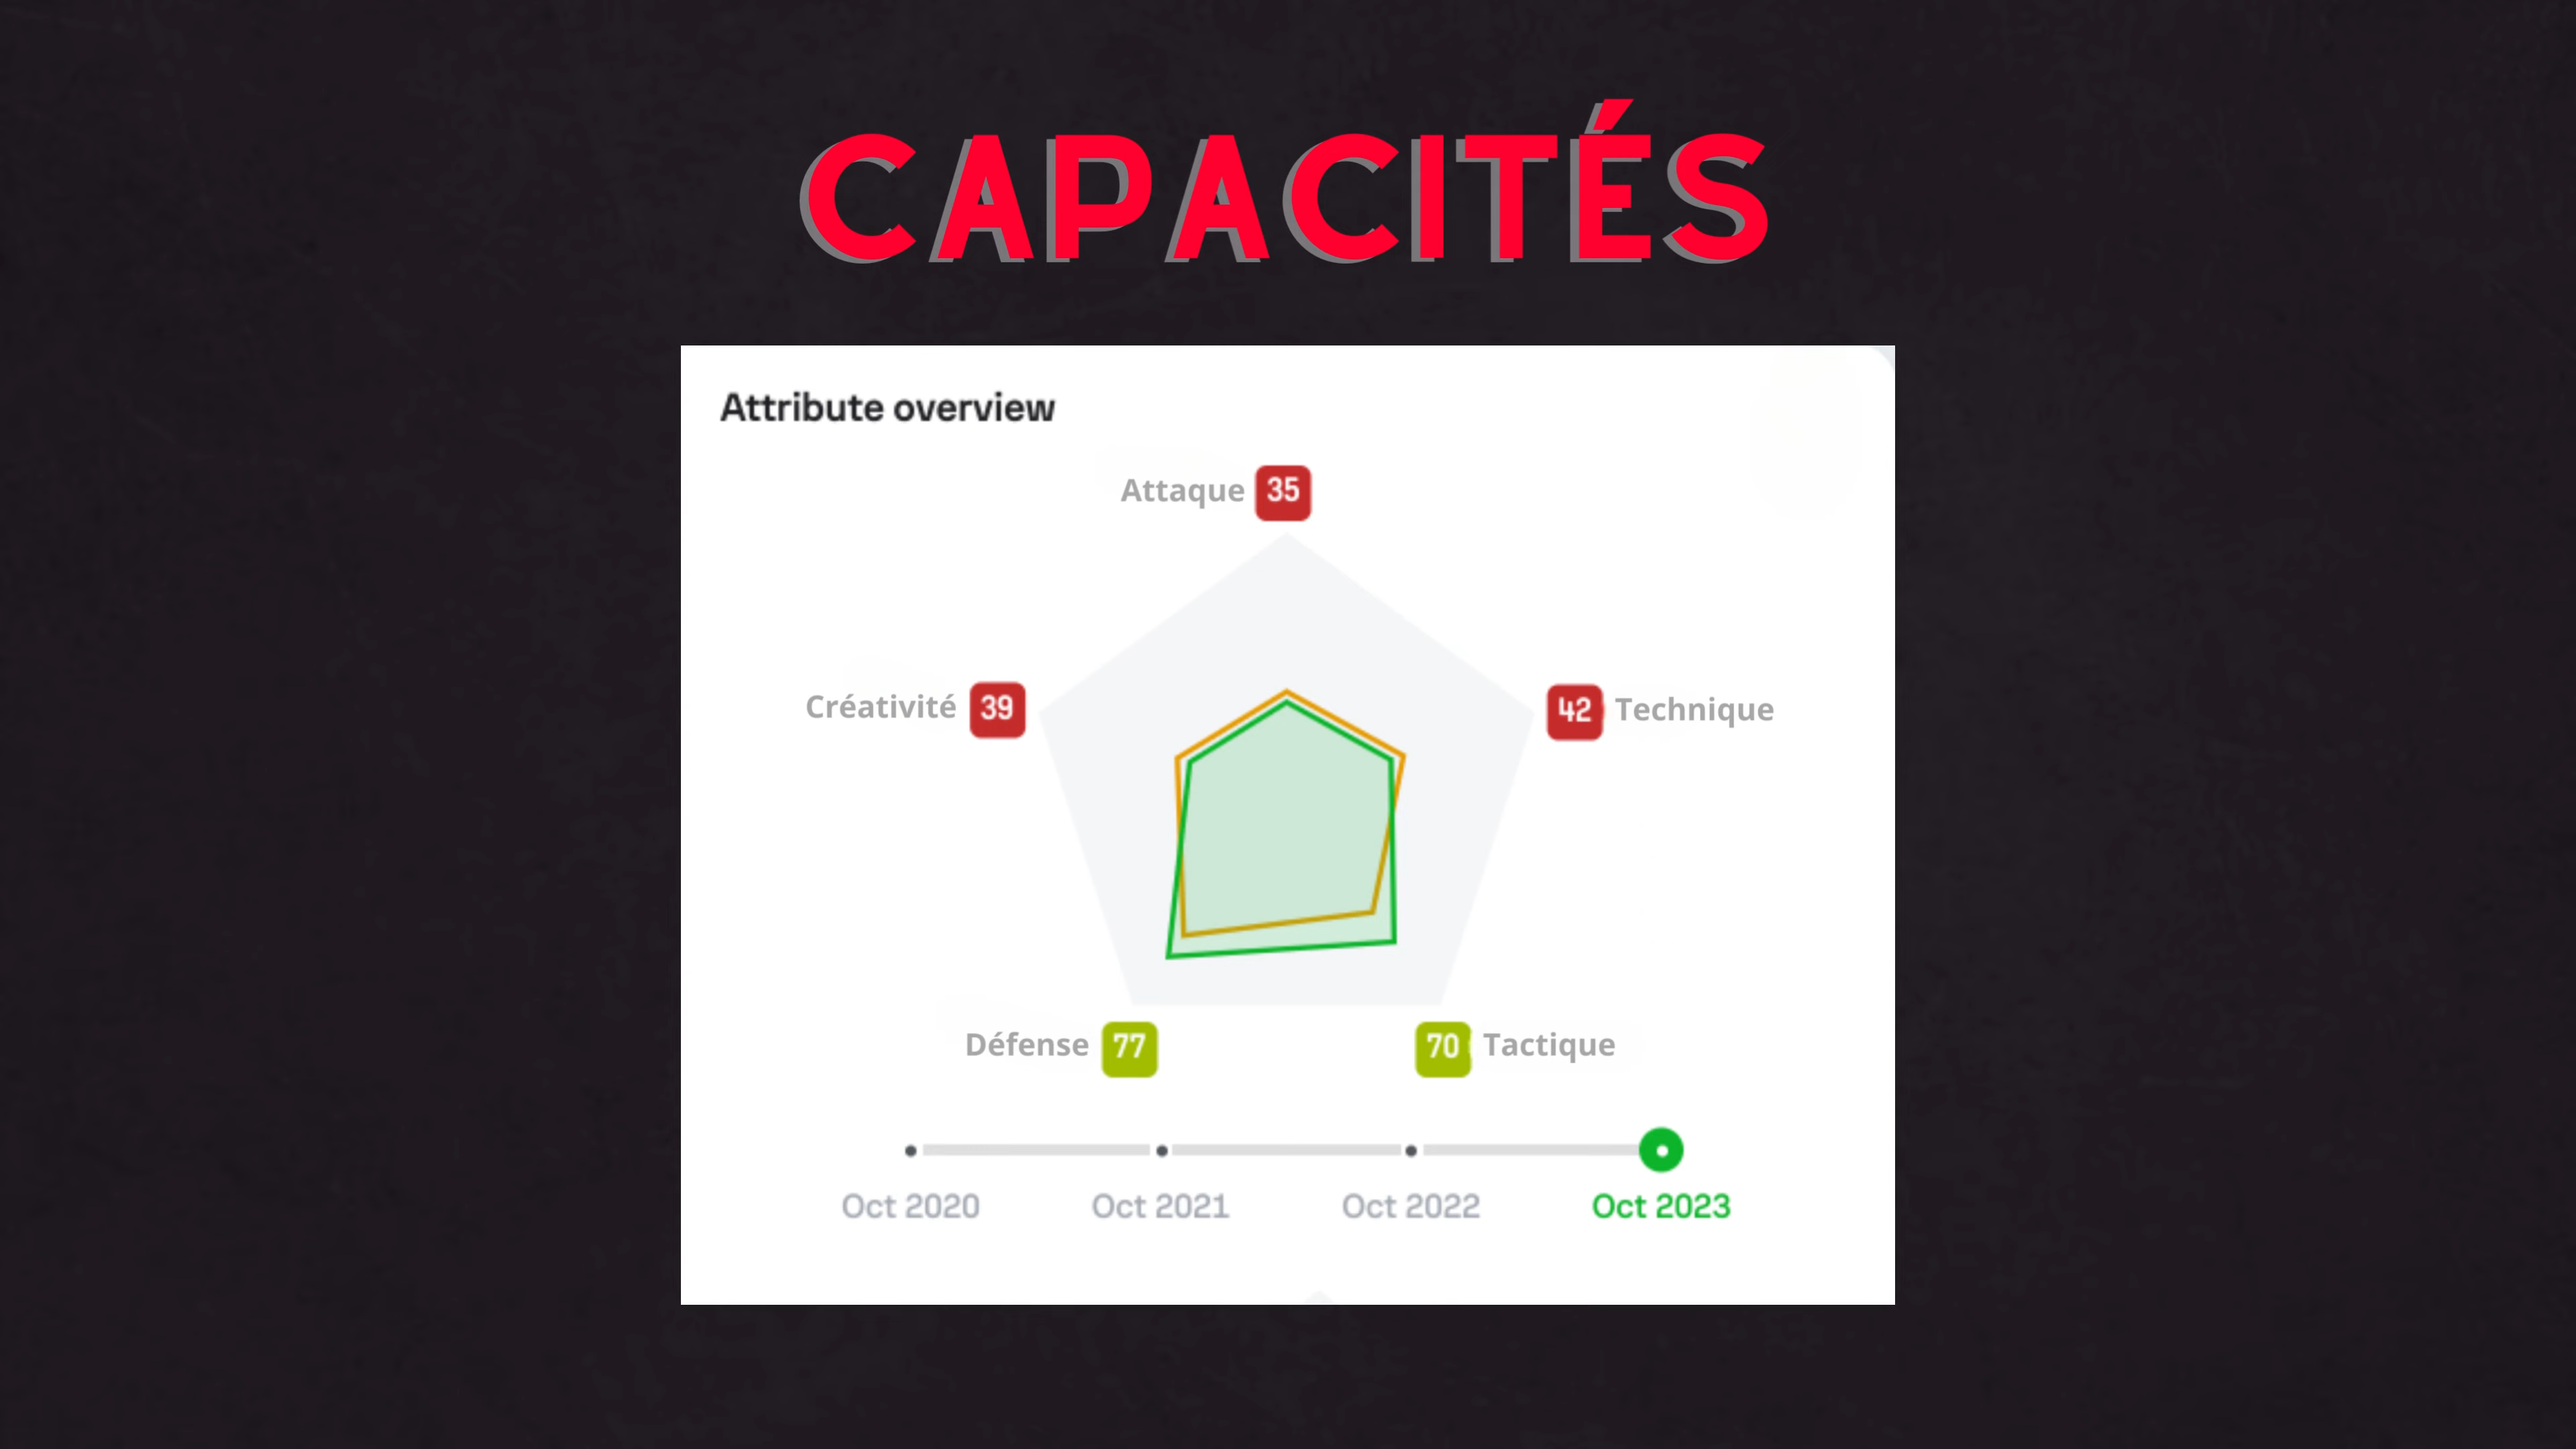 CAPACITÉS
Attribute overview
Attaque 35
Créativité 39
42 Technique
Défense 77
70 Tactique
Oct 2020
Oct 2021
Oct 2022
Oct 2023